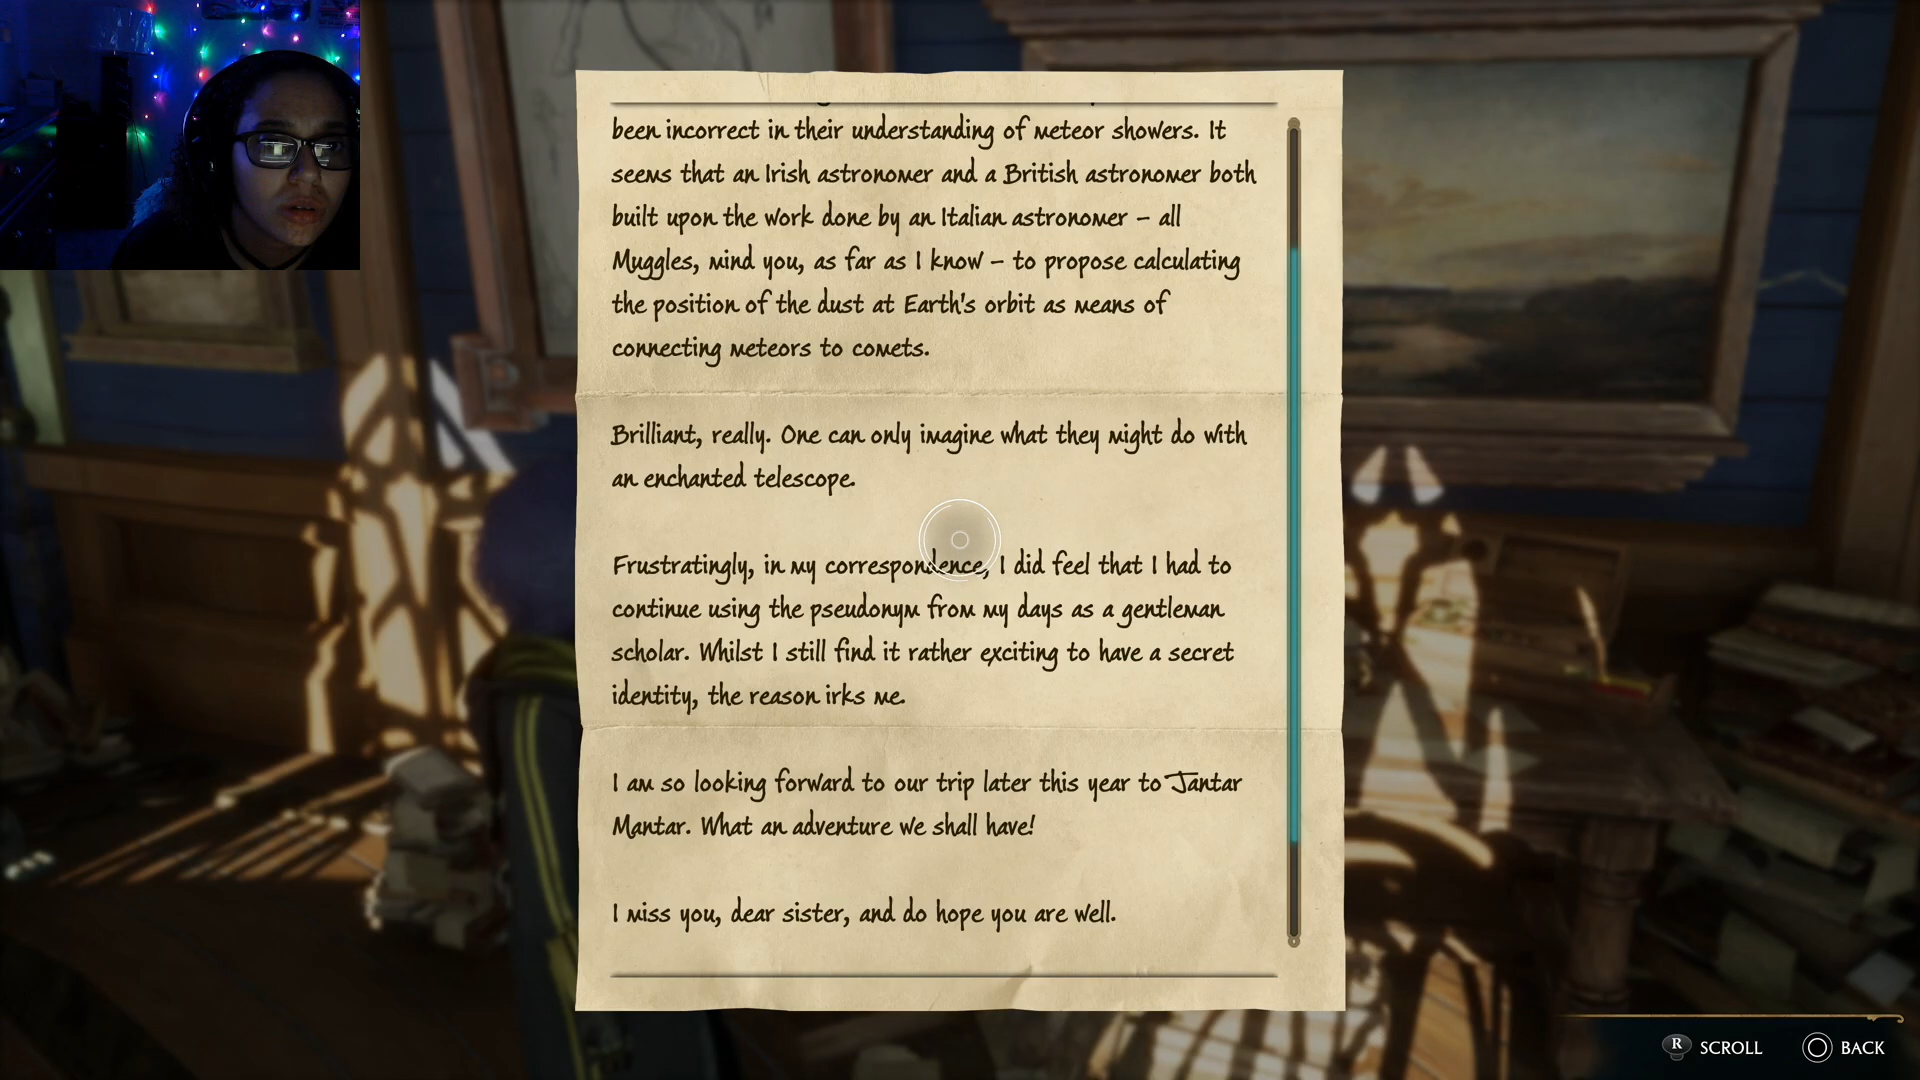 been incorrect in their understanding of meteor showers. It
seems that an Irish astronomer and a British astronomer both
built upon the work done by an Italian astronomer – all
Muggles, mind you, as far as I know – to propose calculating
the position of the dust at Earth's orbit as means of
connecting meteors to comets.
Brilliant, really. One can only imagine what they might do with
an enchanted telescope.
Frustratingly, in my correspondence, I did feel that I had to
continue using the pseudonym from my days as a gentleman
scholar. Whilst I still find it rather exciting to have a secret
identity, the reason irks me.
I am so looking forward to our trip later this year to Jantar
Mantar. What an adventure we shall have!
I miss you, dear sister, and do hope you are well.
R SCROLL
BACK